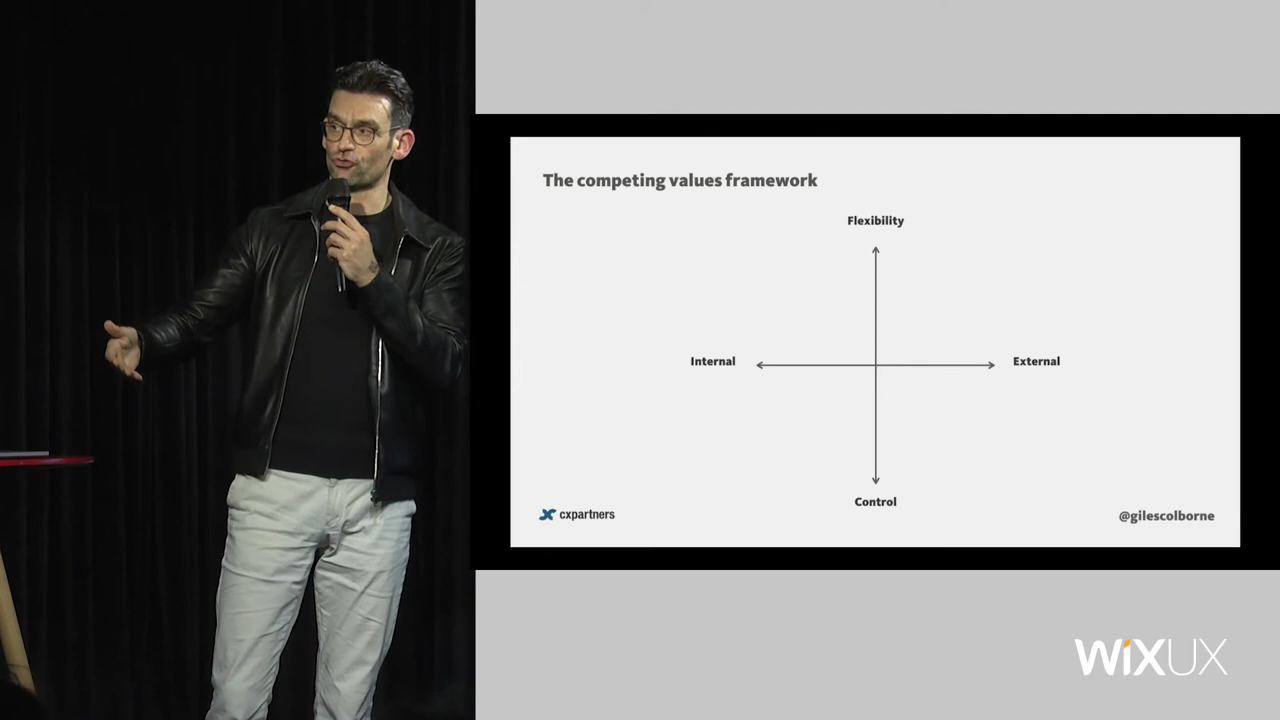 The competing values framework
Flexibility
Internal
External
Control
cxpartners
@gilescolborne
WiXUX